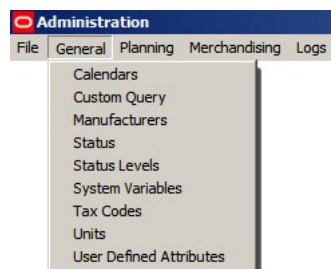 Administration
File General Planning Merchandising Logs
Calendars
Custom Query
Manufacturers
Status
Status Levels
System Variables
Tax Codes
Units
User Defined Attributes